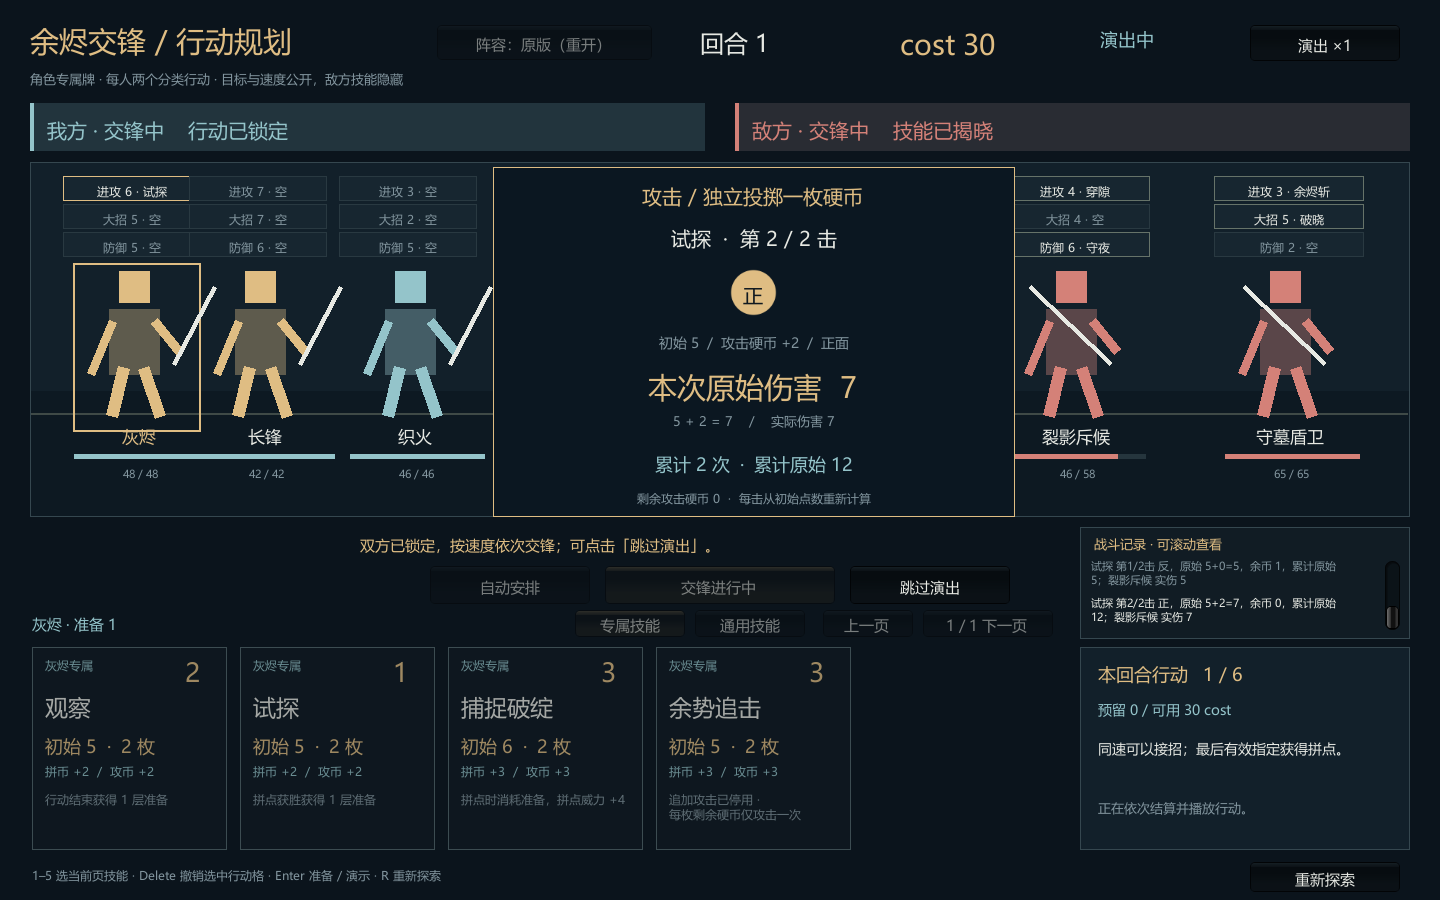 余烬交锋 / 行动规划
阵容：原版（重开）
回合 1
cost 30
演出中
演出 ×1
角色专属牌 · 每人两个分类行动 · 目标与速度公开，敌方技能隐藏
我方 · 交锋中 行动已锁定
敌方 · 交锋中 技能已揭晓
进攻 6 · 试探
进攻 7 · 空
进攻 3 · 空
大招 5 · 空
大招 7 · 空
大招 2 · 空
防御 5 · 空
防御 6 · 空
防御 5 · 空
攻击 / 独立投掷一枚硬币
试探 · 第 2 / 2 击
正
初始 5 / 攻击硬币 +2 / 正面
本次原始伤害 7
5 + 2 = 7 / 实际伤害 7
累计 2 次 · 累计原始 12
剩余攻击硬币 0 · 每击从初始点数重新计算
进攻 4 · 穿隙
进攻 3 · 余烬斩
大招 4 · 空
大招 5 · 破晓
防御 6 · 守夜
防御 2 · 空
灰烬
长锋
织火
裂影斥候
守墓盾卫
48 / 48
42 / 42
46 / 46
46 / 58
65 / 65
双方已锁定，按速度依次交锋；可点击「跳过演出」。
自动安排
交锋进行中
跳过演出
战斗记录 · 可滚动查看
试探 第1/2击 反，原始 5+0=5，余币 1，累计原始
5；裂影斥候 实伤 5
试探 第2/2击 正，原始 5+2=7，余币 0，累计原始
12；裂影斥候 实伤 7
灰烬 · 准备 1
专属技能
通用技能
上一页
1 / 1 下一页
灰烬专属
2
观察
初始 5 · 2 枚
拼币 +2 / 攻币 +2
行动结束获得 1 层准备
灰烬专属
1
试探
初始 5 · 2 枚
拼币 +2 / 攻币 +2
拼点获胜获得 1 层准备
灰烬专属
3
捕捉破绽
初始 6 · 2 枚
拼币 +3 / 攻币 +3
拼点时消耗准备，拼点威力 +4
灰烬专属
3
余势追击
初始 5 · 2 枚
拼币 +3 / 攻币 +3
追加攻击已停用 ·
每枚剩余硬币仅攻击一次
本回合行动 1 / 6
预留 0 / 可用 30 cost
同速可以接招；最后有效指定获得拼点。
正在依次结算并播放行动。
1–5 选当前页技能 · Delete 撤销选中行动格 · Enter 准备 / 演示 · R 重新探索
重新探索